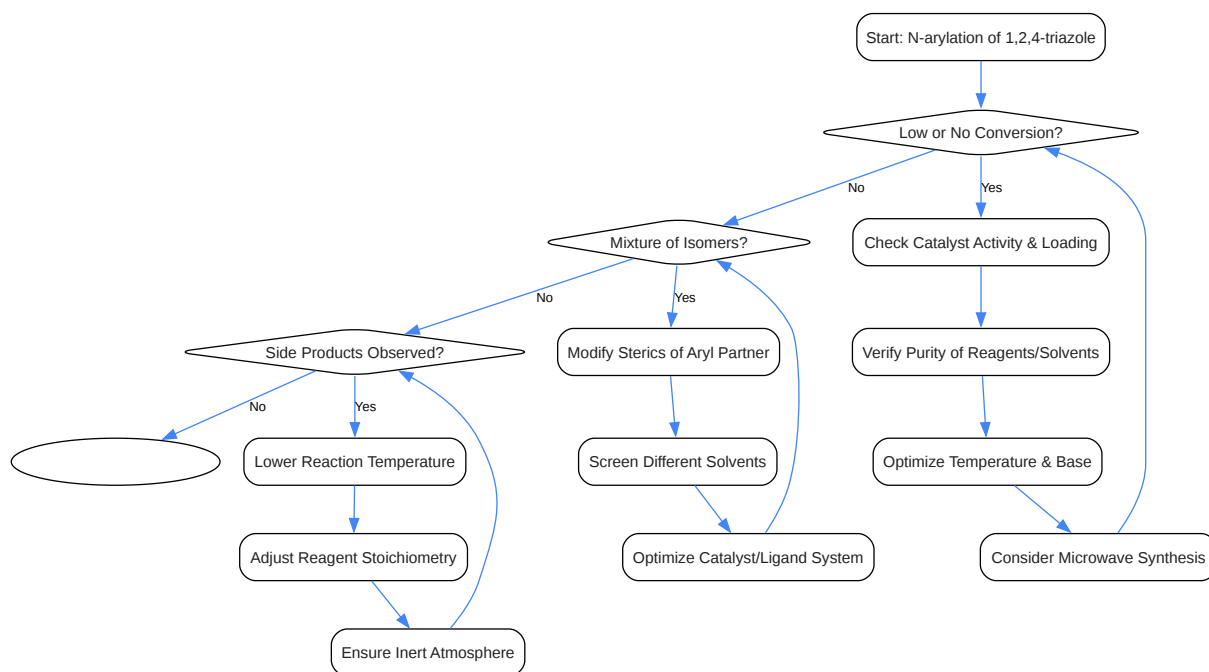 Start: N-arylation of 1,2,4-triazole
Low or No Conversion?
No
Yes
Mixture of Isomers?
Check Catalyst Activity & Loading
No
Yes
Side Products Observed?
Modify Sterics of Aryl Partner
Verify Purity of Reagents/Solvents
No
Yes
Lower Reaction Temperature
Screen Different Solvents
Optimize Temperature & Base
Adjust Reagent Stoichiometry
Optimize Catalyst/Ligand System
Consider Microwave Synthesis
Ensure Inert Atmosphere